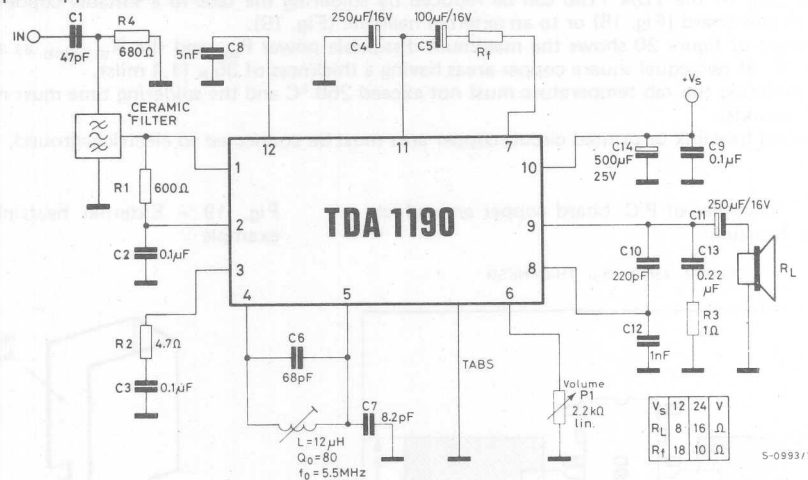 IN
C1
47pF
R4
680Ω
5nF
C8
250µF/16V
C4
100µF/16V
C5
Rf
+Vs
CERAMIC
FILTER
12
11
7
1
10
C14
500µF
25V
C9
0.1µF
R1
600Ω
2
TDA 1190
9
C11
250µF/16V
C2
0.1µF
3
8
C10
220pF
C13
0.22
µF
RL
R2
4.7Ω
4
5
6
C12
1nF
R3
1Ω
C3
0.1µF
C6
68pF
TABS
Volume
P1
2.2kΩ
lin.
C7
8.2pF
L=12µH
Q0=80
f0=5.5MHz
Vs 12 24 V
RL 8 16 Ω
Rf 18 10 Ω
S-0993/